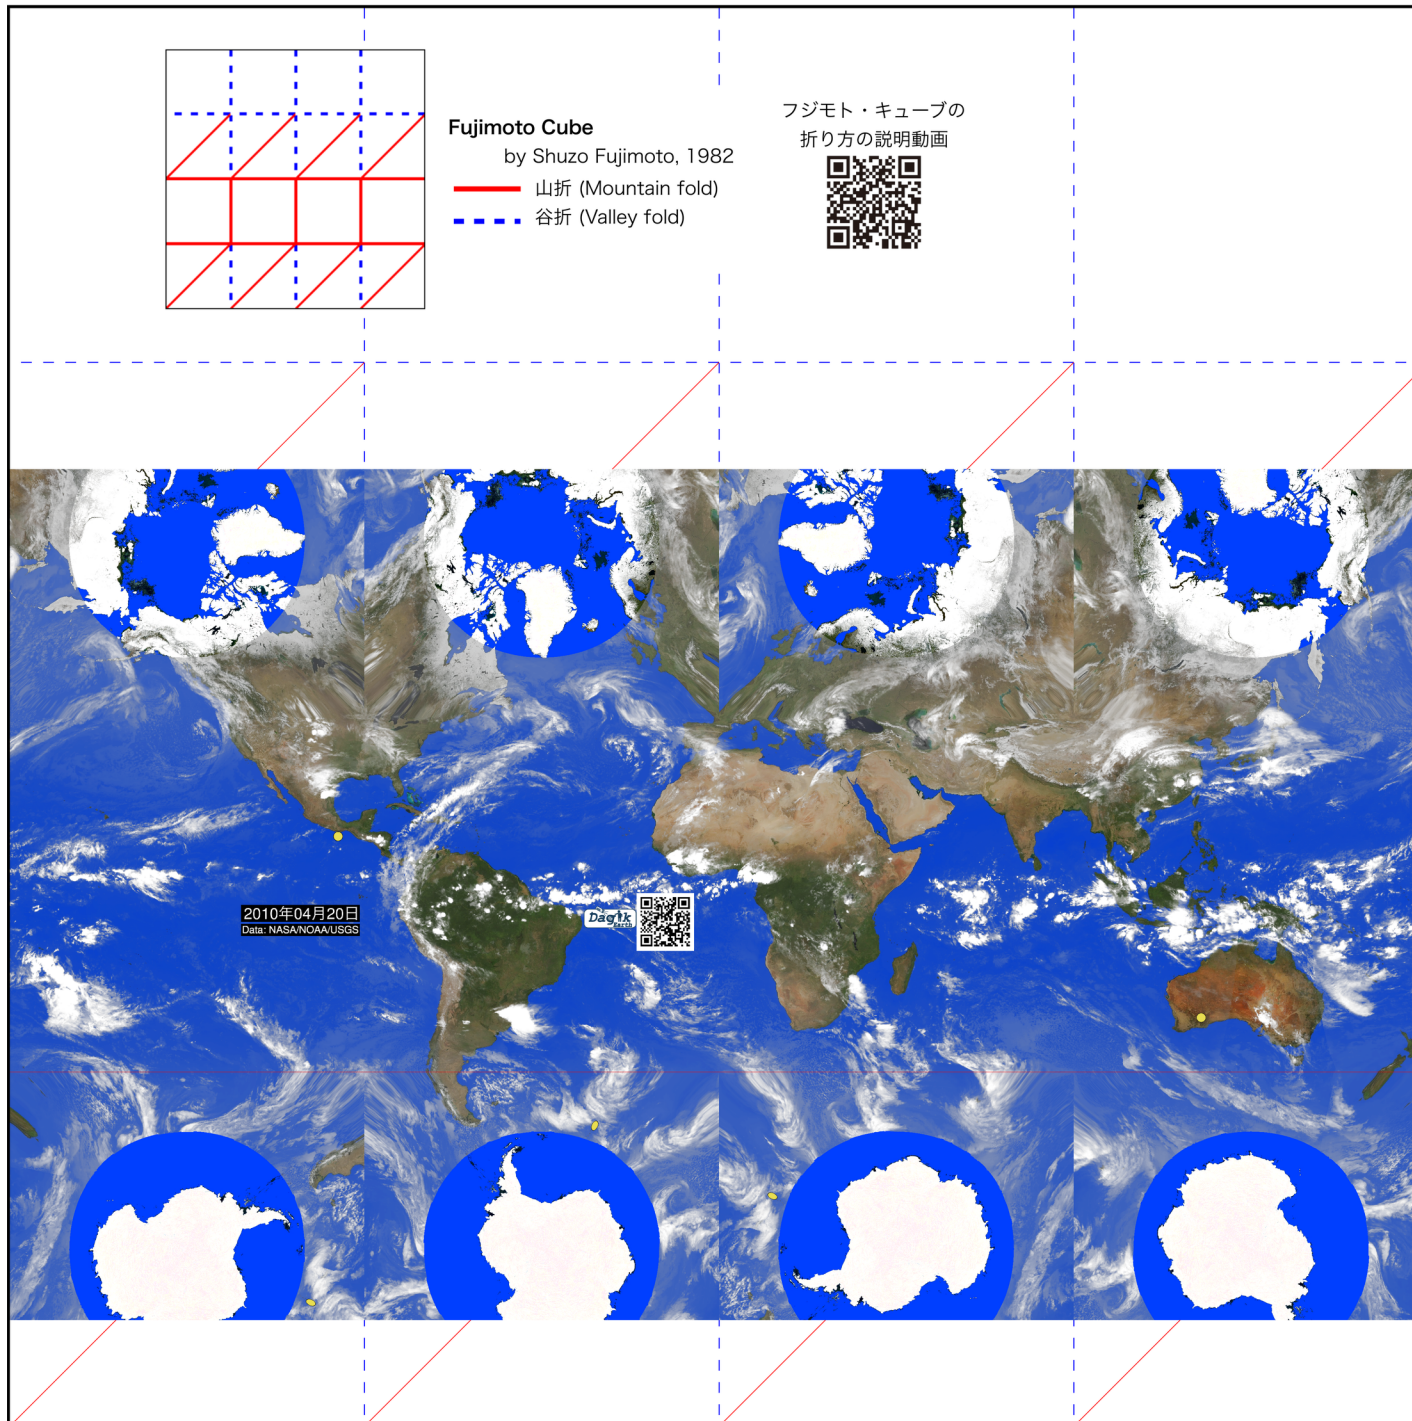 Fujimoto Cube
by Shuzo Fujimoto, 1982
山折 (Mountain fold)
谷折 (Valley fold)
フジモト・キューブの
折り方の説明動画
2010年04月20日
Data: NASA/NOAA/USGS
Dagik
Earth